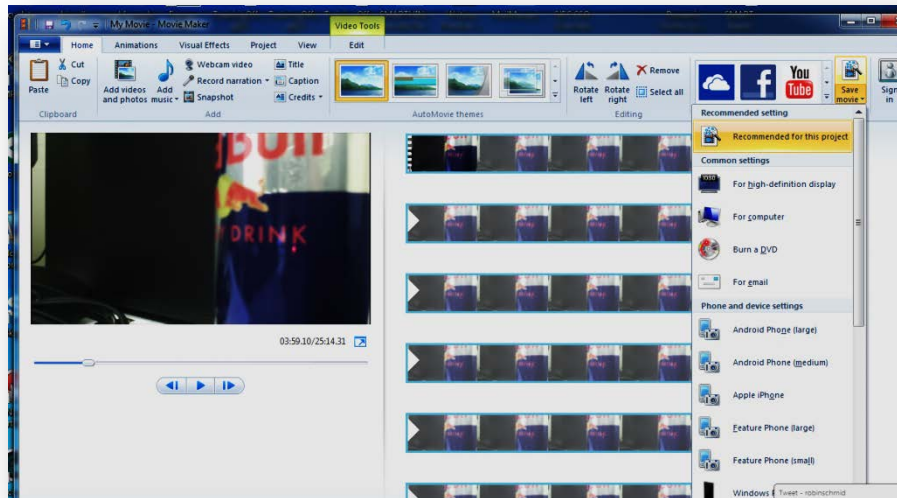 My Movie - Movie Maker
Video Tools
Home
Animations
Visual Effects
Project
View
Edit
Paste
Cut
Copy
Clipboard
Add videos
and photos
Add
music
Webcam video
Record narration
Snapshot
Title
Caption
Credits
Add
AutoMovie themes
Rotate
left
Rotate
right
Remove
Select all
Editing
You
Tube
Save
movie
Sign
in
Recommended setting
Recommended for this project
Common settings
For high-definition display
For computer
Burn a DVD
For email
Phone and device settings
Android Phone (large)
Android Phone (medium)
Apple iPhone
Feature Phone (large)
Feature Phone (small)
Windows
Tweet - robinschmid
DRINK
03:59.10/25:14.31